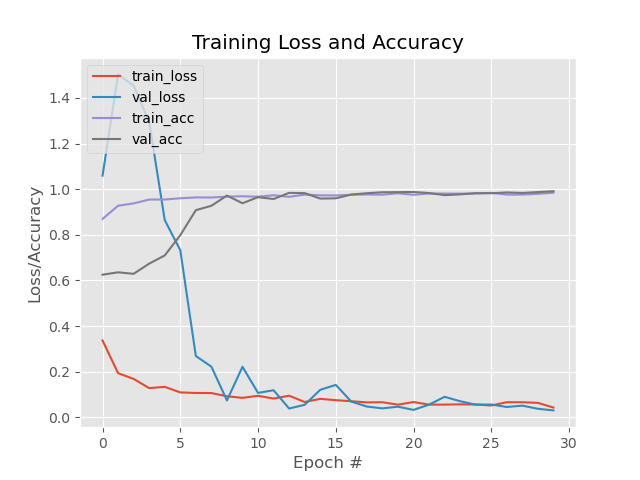 Training Loss and Accuracy
train_loss
val_loss
train_acc
val_acc
1.4
1.2
1.0
0.8
0.6
0.4
0.2
0.0
Loss/Accuracy
0 5 10 15 20 25 30
Epoch #